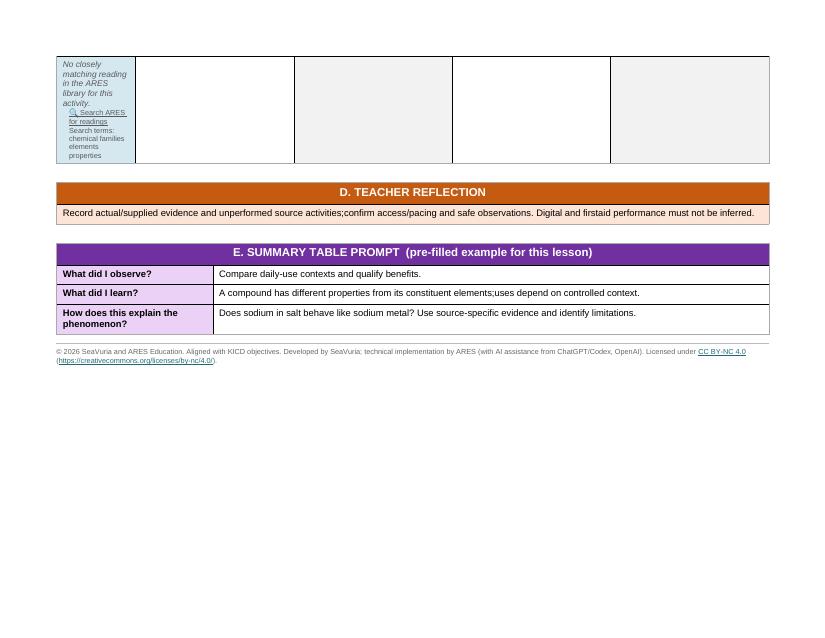 No closely
matching reading
in the ARES
library for this
activity.
🔍 Search ARES
for readings
Search terms:
chemical families
elements
properties
D. TEACHER REFLECTION
Record actual/supplied evidence and unperformed source activities;confirm access/pacing and safe observations. Digital and firstaid performance must not be inferred.
E. SUMMARY TABLE PROMPT (pre-filled example for this lesson)
What did I observe?
Compare daily-use contexts and qualify benefits.
What did I learn?
A compound has different properties from its constituent elements;uses depend on controlled context.
How does this explain the
phenomenon?
Does sodium in salt behave like sodium metal? Use source-specific evidence and identify limitations.
© 2026 SeaVuria and ARES Education. Aligned with KICD objectives. Developed by SeaVuria; technical implementation by ARES (with AI assistance from ChatGPT/Codex, OpenAI). Licensed under CC BY-NC 4.0
(https://creativecommons.org/licenses/by-nc/4.0/).